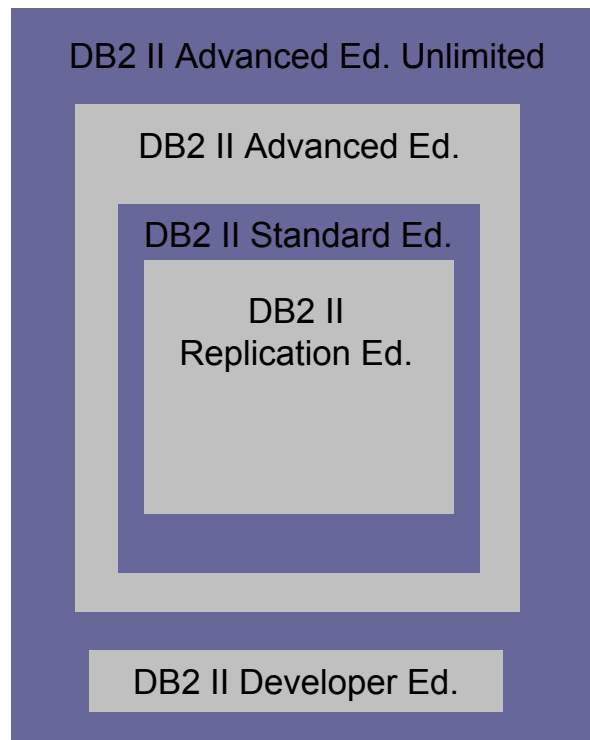 DB2 II Advanced Ed. Unlimited
DB2 II Advanced Ed.
DB2 II Standard Ed.
DB2 II
Replication Ed.
DB2 II Developer Ed.